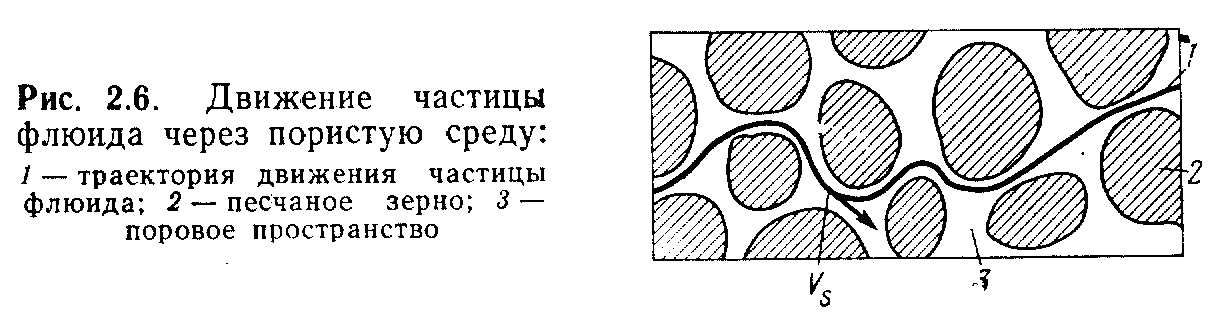 Рис. 2.6. Движение частицы
флюида через пористую среду:
1 — траектория движения частицы
флюида; 2 — песчаное зерно; 3 —
поровое пространство
1
2
3
Vs